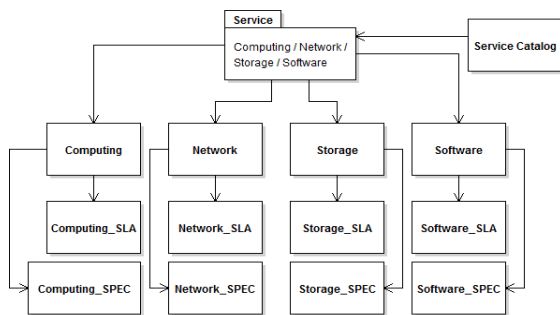 Service
Computing / Network /
Storage / Software
Service Catalog
Computing
Network
Storage
Software
Computing_SLA
Network_SLA
Storage_SLA
Software_SLA
Computing_SPEC
Network_SPEC
Storage_SPEC
Software_SPEC